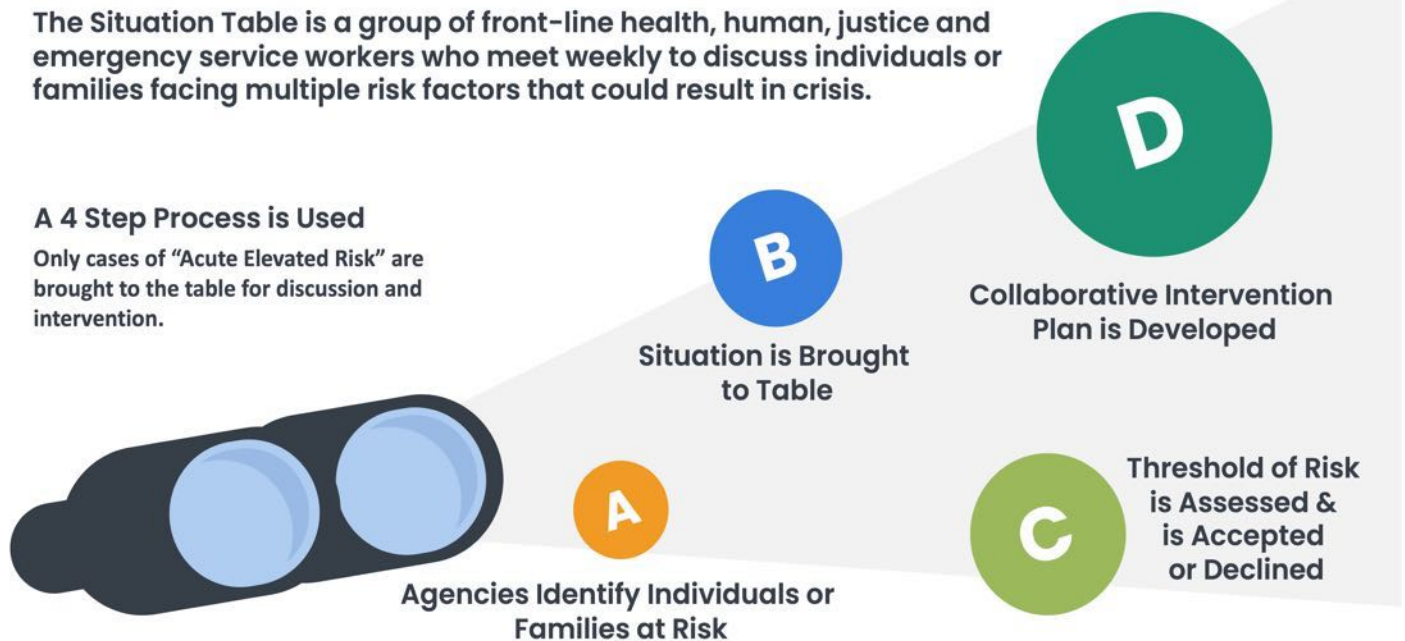 The Situation Table is a group of front-line health, human, justice and
emergency service workers who meet weekly to discuss individuals or
families facing multiple risk factors that could result in crisis.
A 4 Step Process is Used
Only cases of “Acute Elevated Risk” are
brought to the table for discussion and
intervention.
A
Agencies Identify Individuals or
Families at Risk
B
Situation is Brought
to Table
C
Threshold of Risk
is Assessed &
is Accepted
or Declined
D
Collaborative Intervention
Plan is Developed